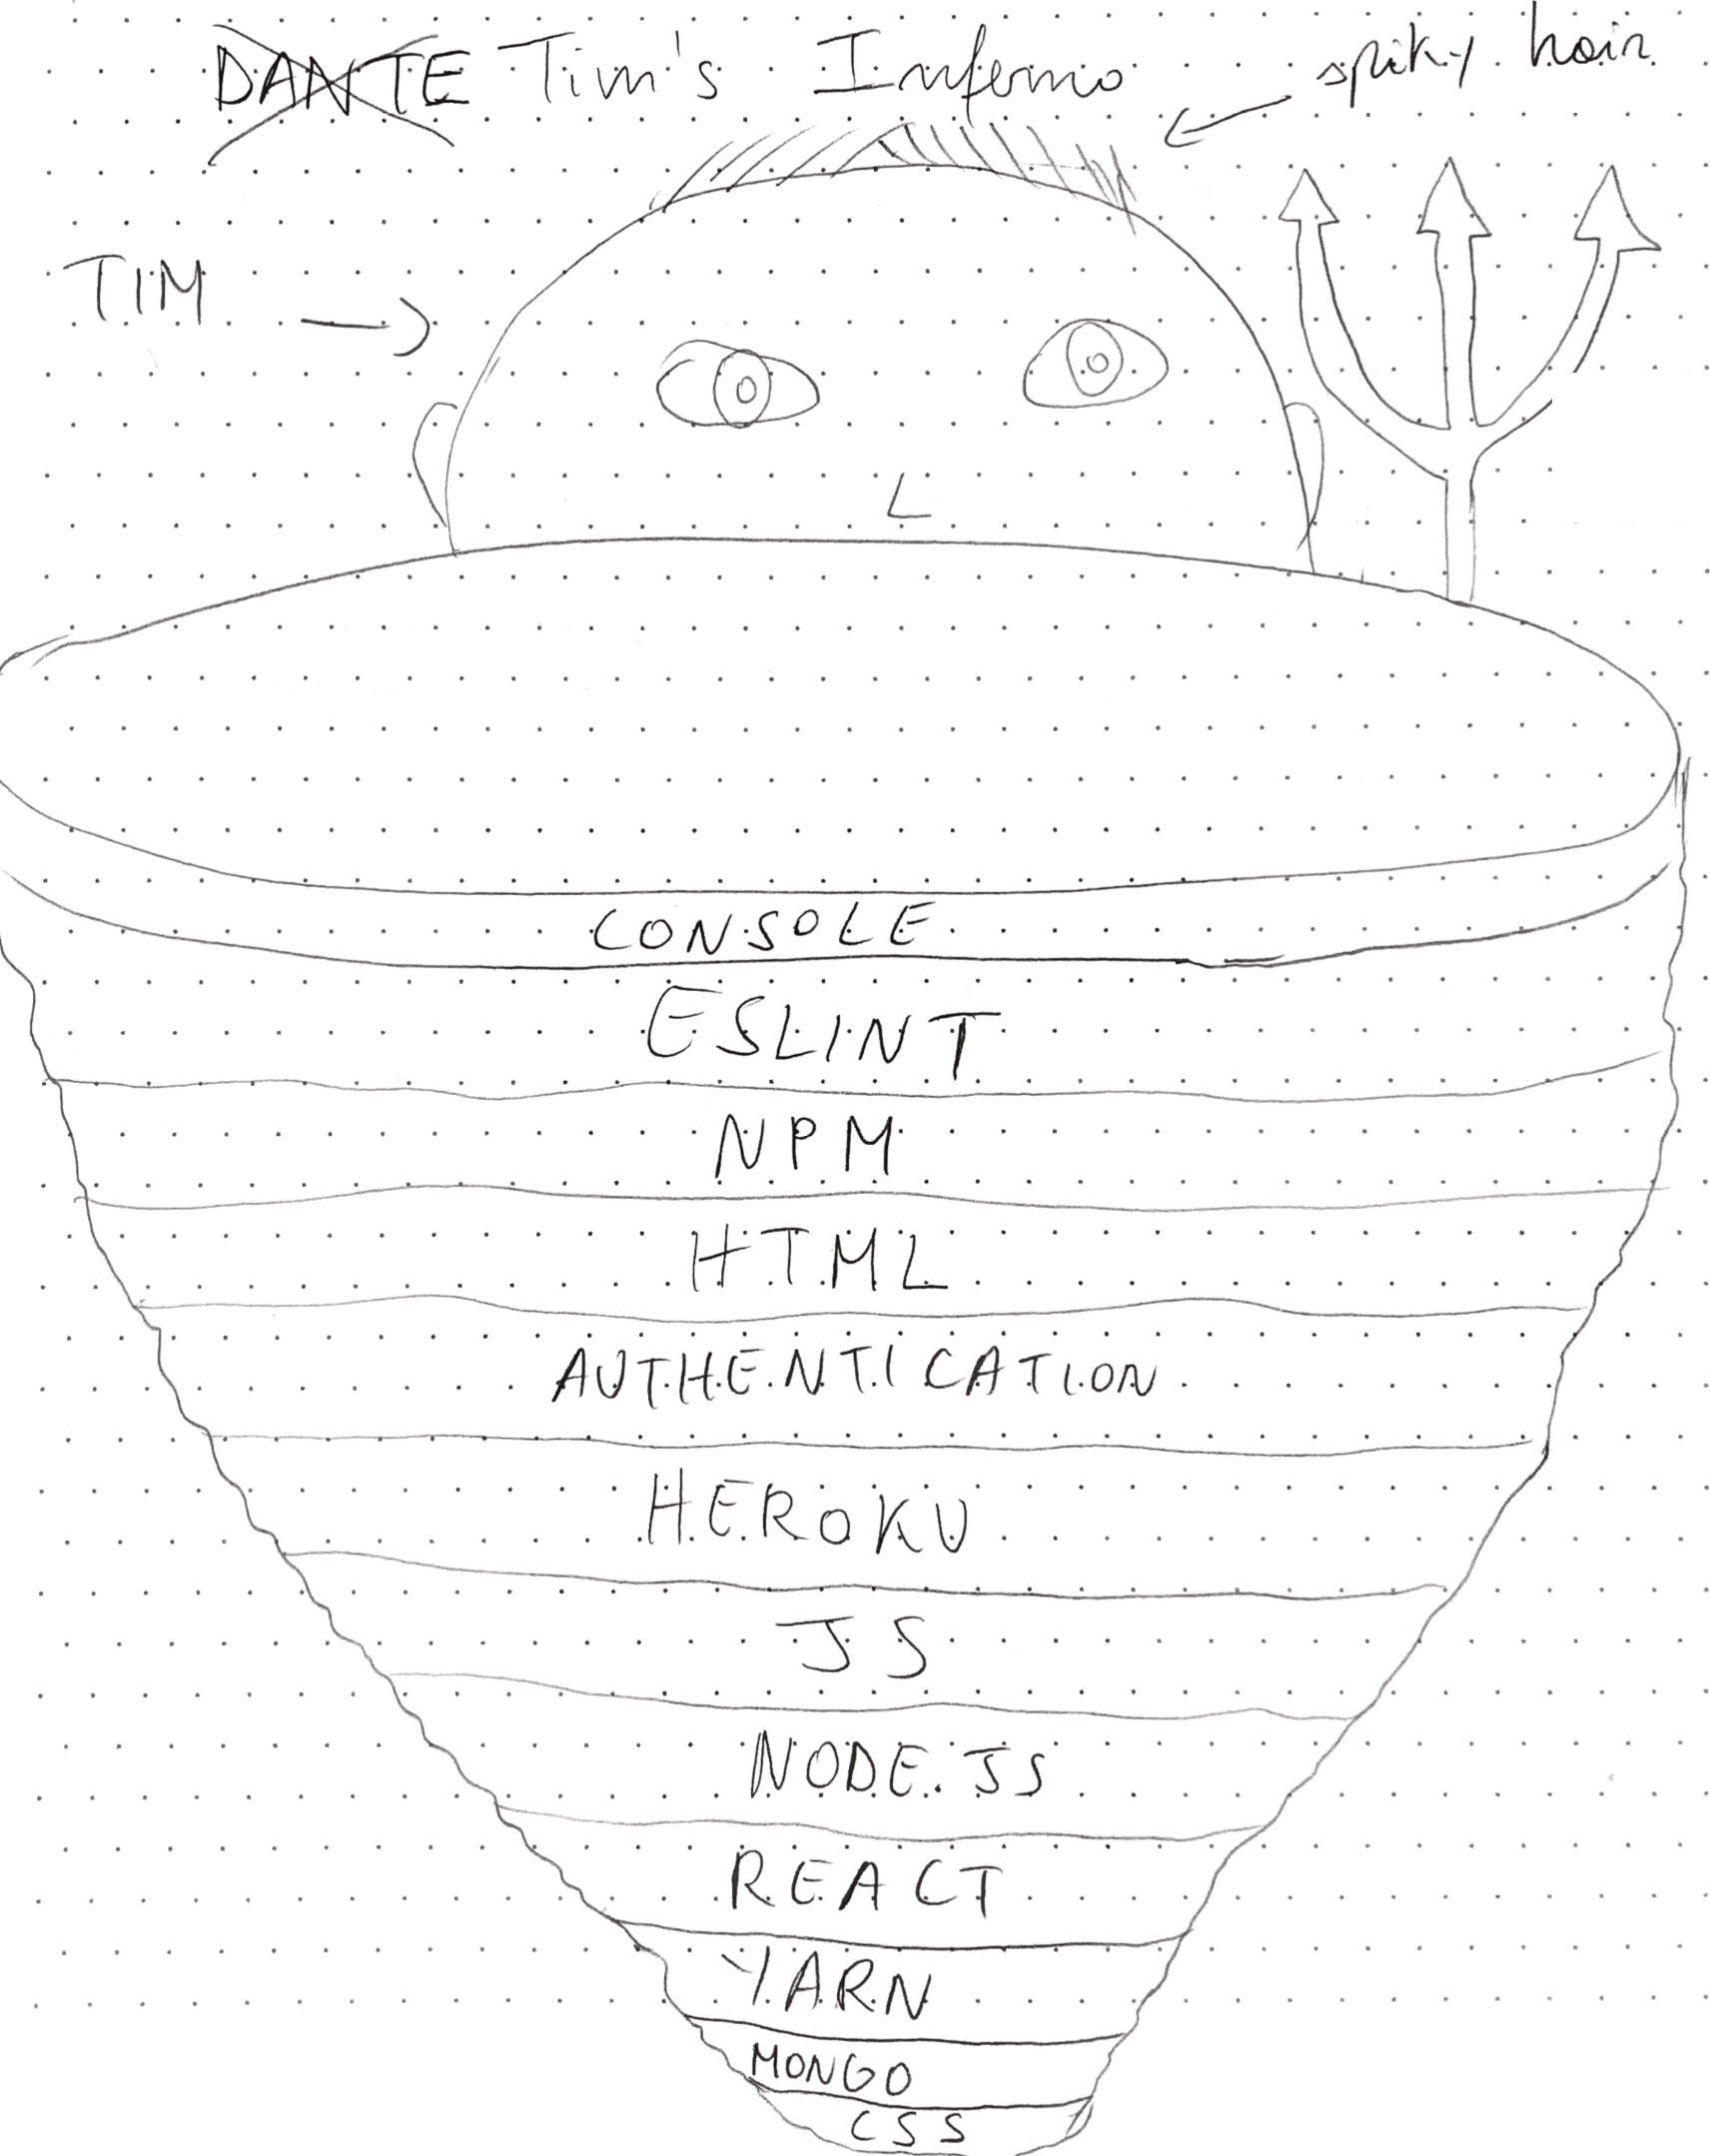 DANTE Tim's Inferno
spiky hair
TIM
CONSOLE
ESLINT
NPM
HTML
AUTHENTICATION
HEROKU
JS
NODE.JS
REACT
YARN
MONGO
CSS